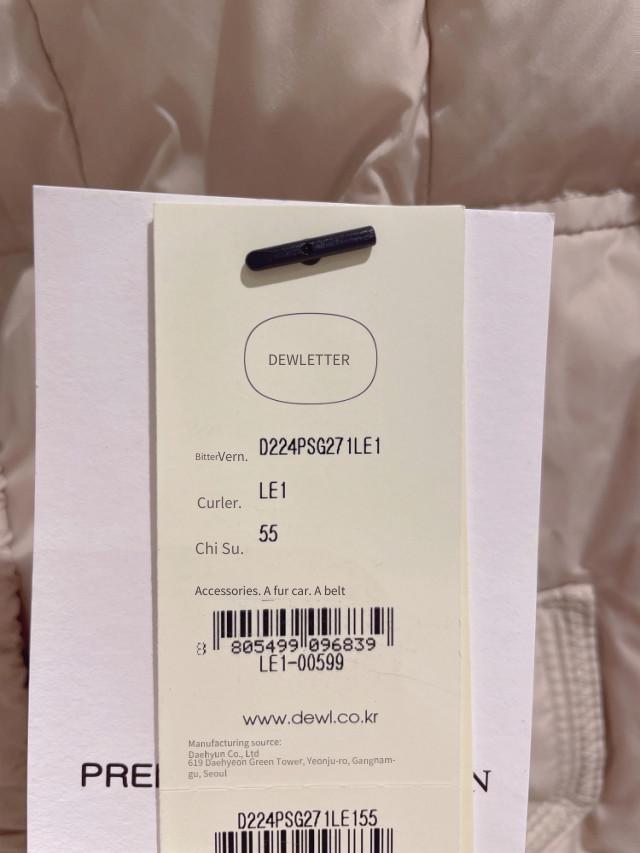 DEWLETTER
BitterVern. D224PSG271LE1
Curler. LE1
Chi Su. 55
Accessories. A fur car. A belt
8 805499 096839
LE1-00599
www.dewl.co.kr
Manufacturing source:
Daehyun Co., Ltd
619 Daehyeon Green Tower, Yeonju-ro, Gangnam-
gu, Seoul
D224PSG271LE155